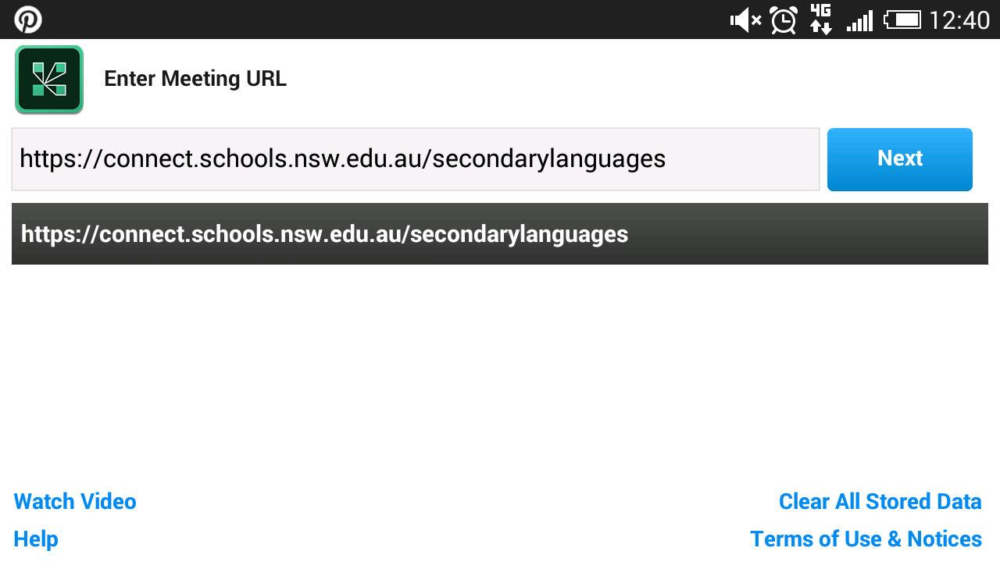 4G 12:40
Enter Meeting URL
https://connect.schools.nsw.edu.au/secondarylanguages
Next
https://connect.schools.nsw.edu.au/secondarylanguages
Watch Video
Clear All Stored Data
Help
Terms of Use & Notices